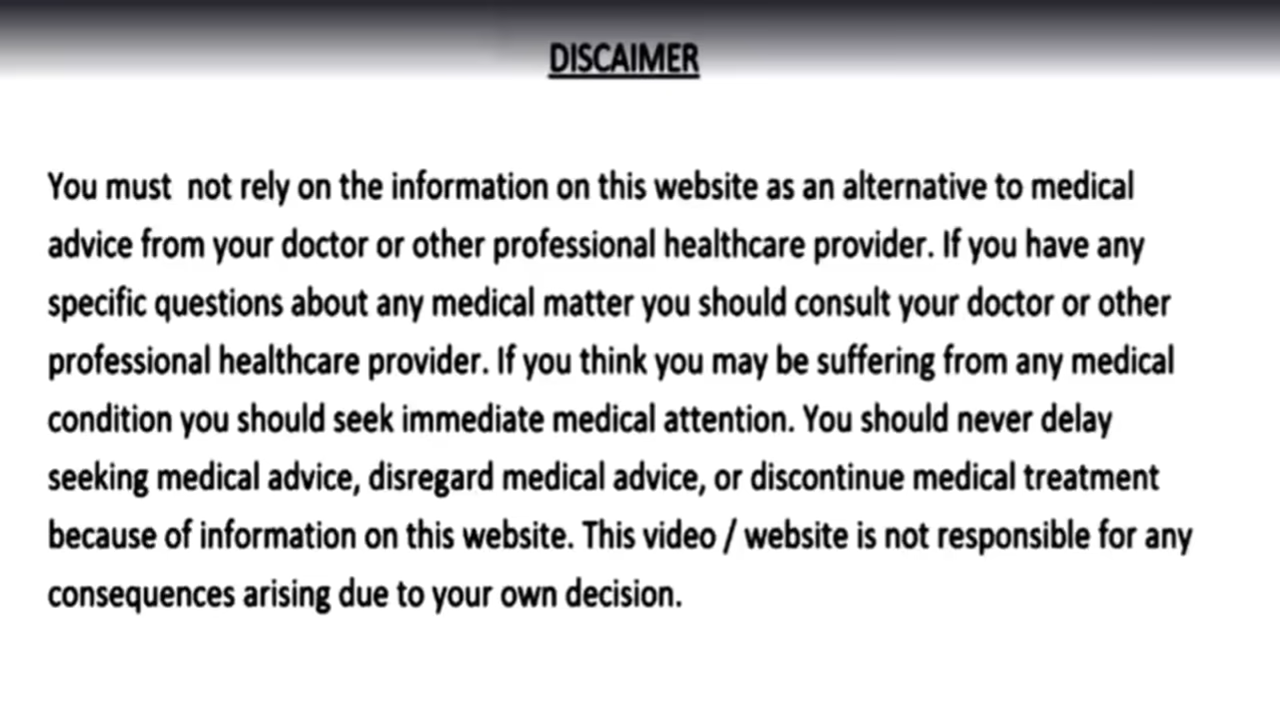 DISCAIMER
You must  not rely on the information on this website as an alternative to medical
advice from your doctor or other professional healthcare provider. If you have any
specific questions about any medical matter you should consult your doctor or other
professional healthcare provider. If you think you may be suffering from any medical
condition you should seek immediate medical attention. You should never delay
seeking medical advice, disregard medical advice, or discontinue medical treatment
because of information on this website. This video / website is not responsible for any
consequences arising due to your own decision.